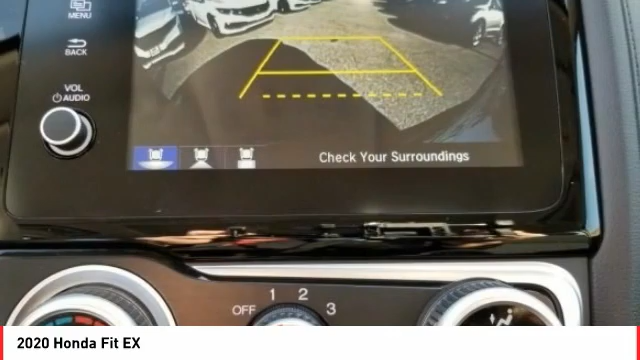 MENU
BACK
VOL
AUDIO
Check Your Surroundings
OFF 1 2 3
2020 Honda Fit EX